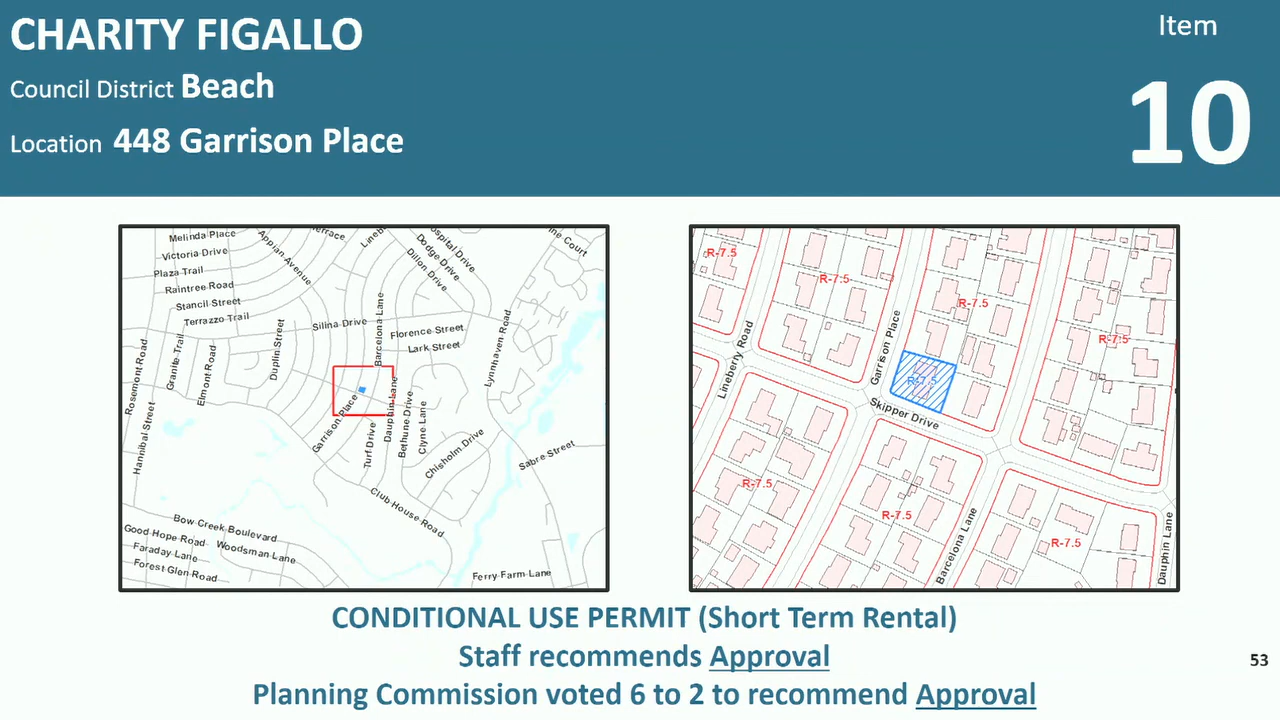 CHARITY FIGALLO
Council District Beach
Location 448 Garrison Place
Item
10
Melinda Place
Victoria Drive
Plaza Trail
Raintree Road
Stancil Street
Terrazzo Trail
Appian Avenue
Dodge Drive
Dillon Drive
Silina Drive
Barcelona Lane
Florence Street
Lark Street
Lynnhaven Road
Rosemont Road
Granite Trail
Elmont Road
Duplin Street
Hannibal Street
Garrison Place
Turf Drive
Dauphin Lane
Bethune Drive
Clyne Lane
Chisholm Drive
Sabre Street
Club House Road
Bow Creek Boulevard
Good Hope Road
Woodsman Lane
Faraday Lane
Forest Glen Road
Ferry Farm Lane
R-7.5
R-7.5
R-7.5
R-7.5
R-7.5
Lineberry Road
Garrison Place
Skipper Drive
R-7.5
R-7.5
R-7.5
Barcelona Lane
Dauphin Lane
CONDITIONAL USE PERMIT (Short Term Rental)
Staff recommends Approval
Planning Commission voted 6 to 2 to recommend Approval
53